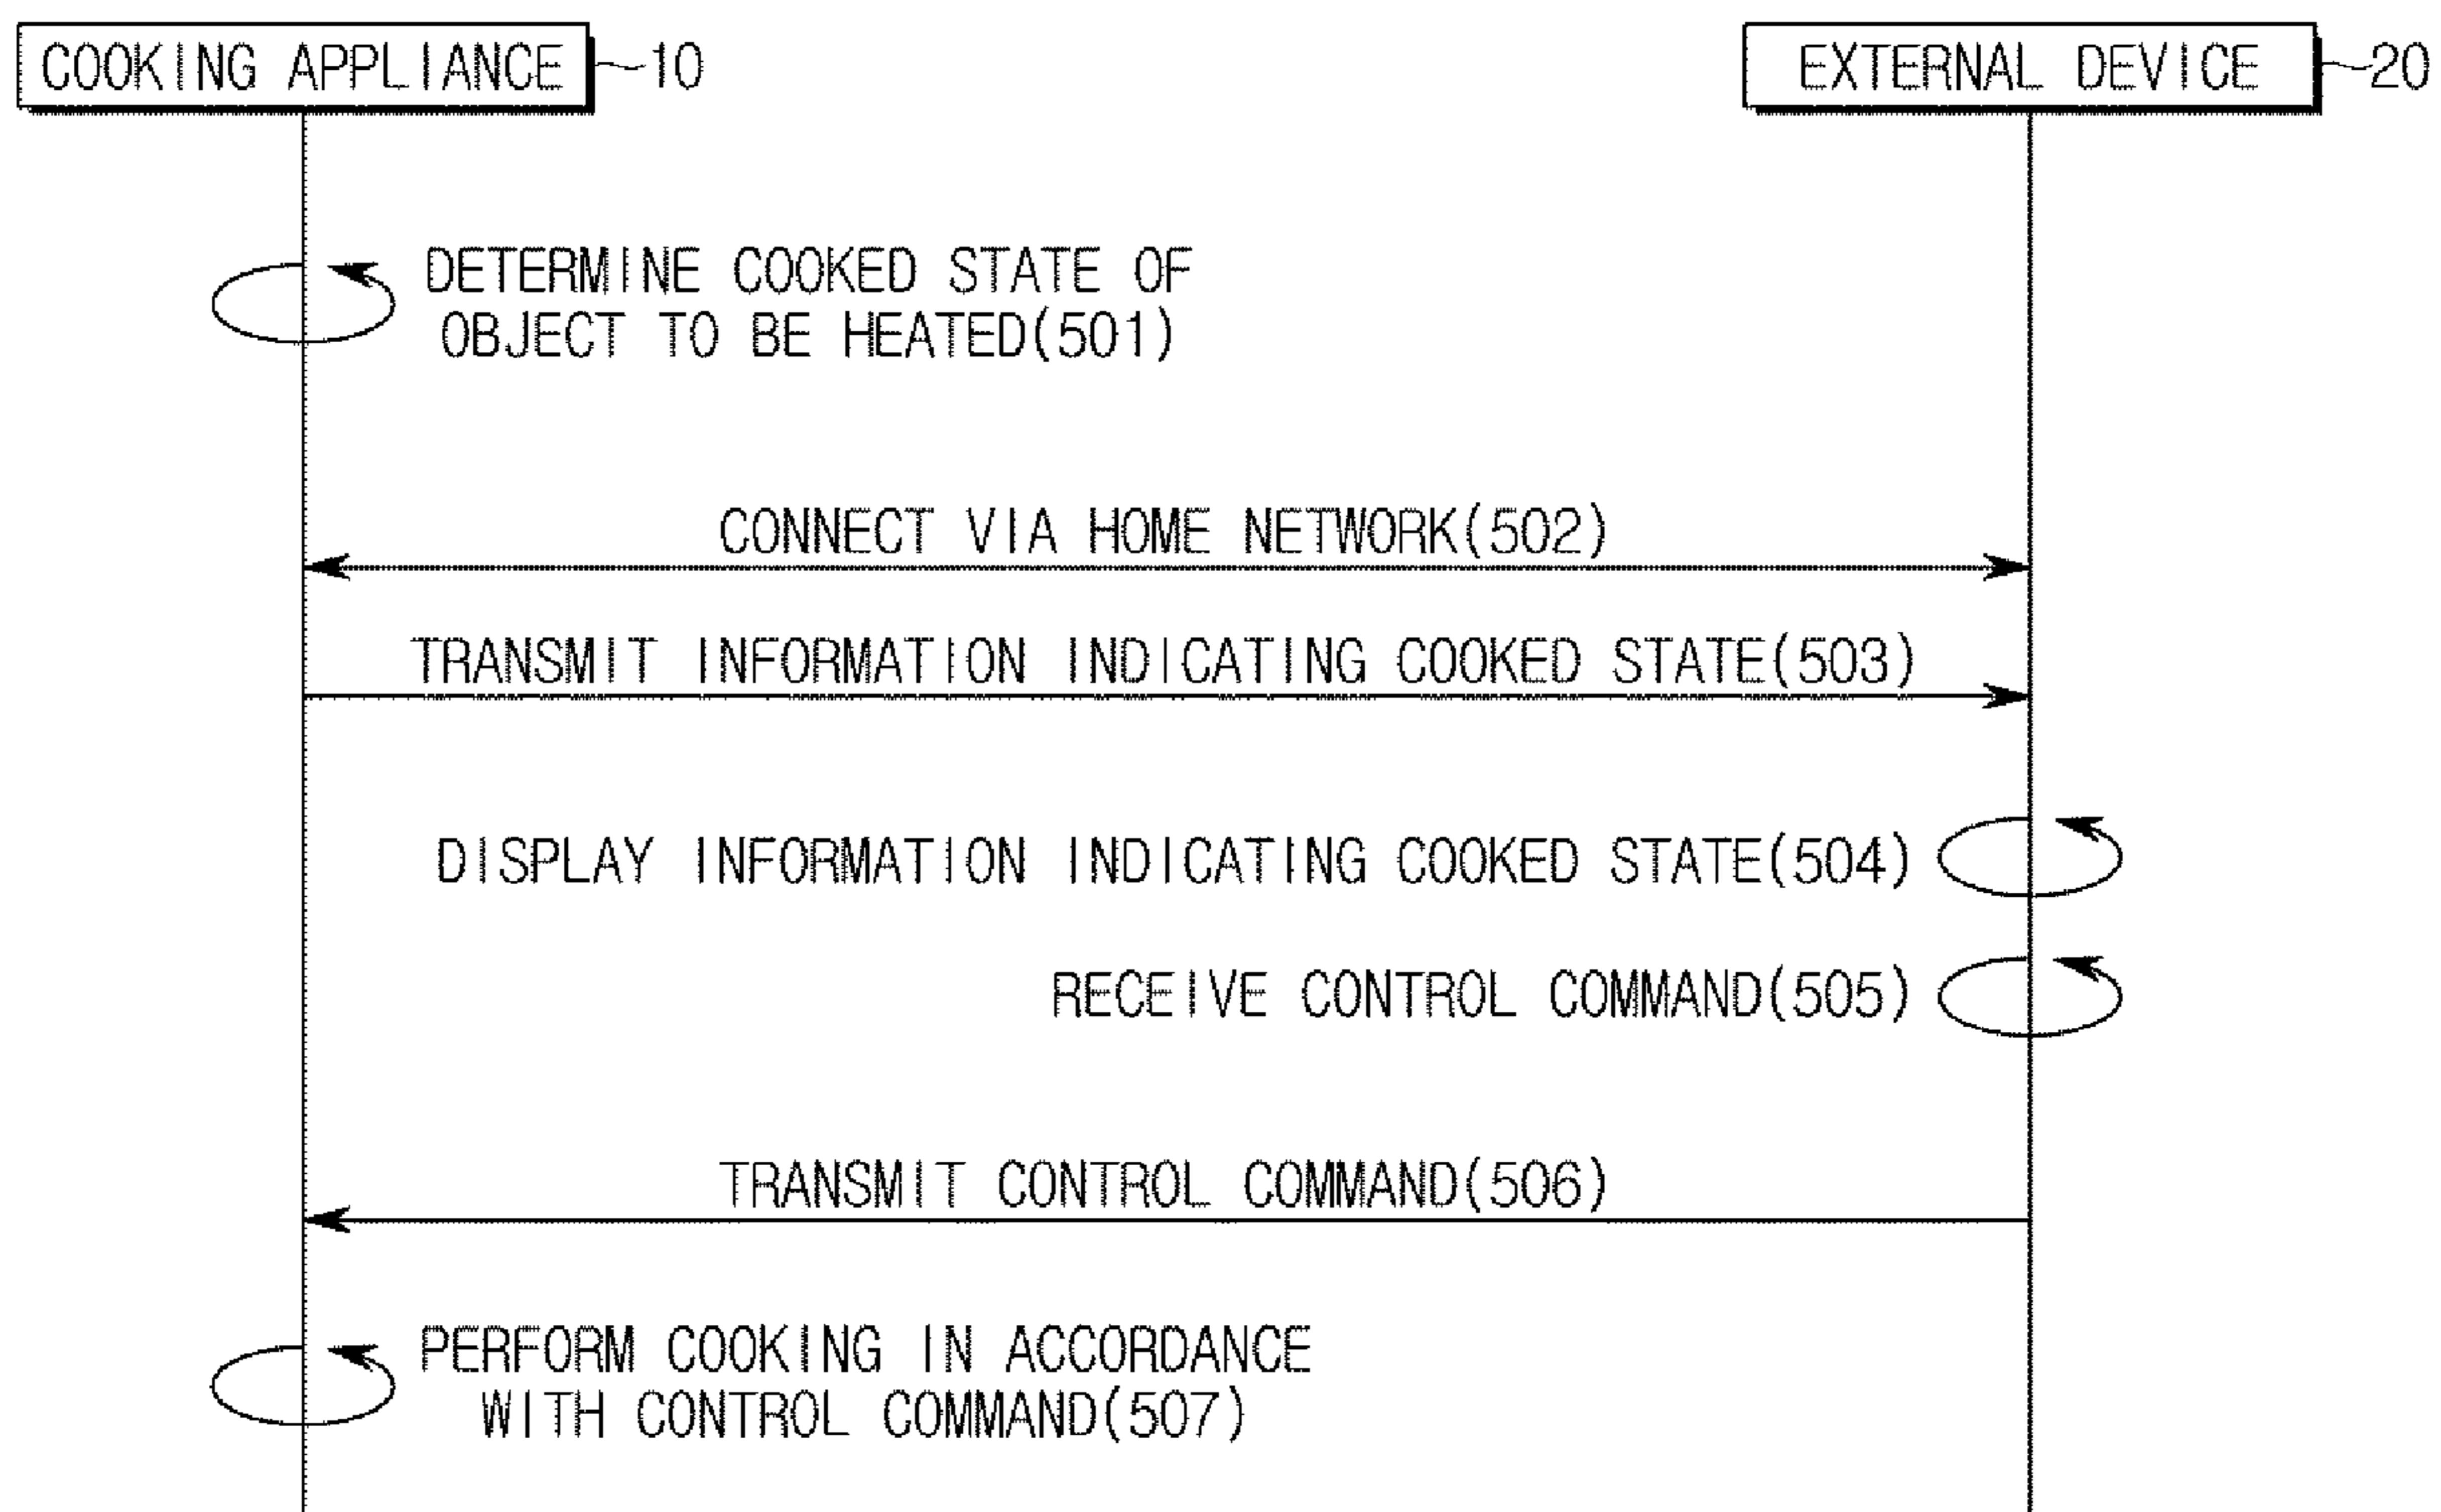 COOKING APPLIANCE 10
EXTERNAL DEVICE 20
DETERMINE COOKED STATE OF
OBJECT TO BE HEATED(501)
CONNECT VIA HOME NETWORK(502)
TRANSMIT INFORMATION INDICATING COOKED STATE(503)
DISPLAY INFORMATION INDICATING COOKED STATE(504)
RECEIVE CONTROL COMMAND(505)
TRANSMIT CONTROL COMMAND(506)
PERFORM COOKING IN ACCORDANCE
WITH CONTROL COMMAND(507)